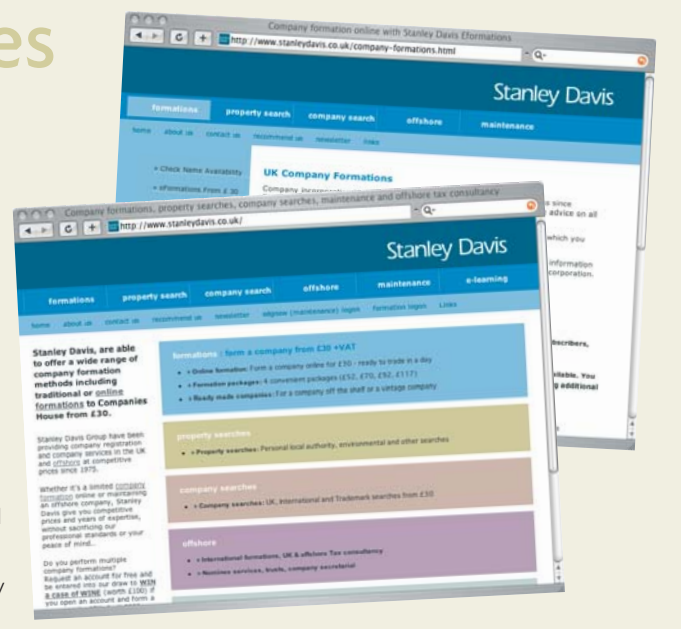 es
Company formation online with Stanley Davis Eformations
http://www.stanleydavis.co.uk/company-formations.html
Q-
Stanley Davis
formations property search company search offshore maintenance
home about us contact us recommend us newsletter links
» Check Name Availability
» eFormations From £ 30
UK Company Formations
since
advice on all
which you
information
corporation.
You
additional
Company formations, property searches, company searches, maintenance and offshore tax consultancy
http://www.stanleydavis.co.uk/
Q-
Stanley Davis
formations property search company search offshore maintenance e-learning
home about us contact us recommend us newsletter (maintenance) logon formation logon Links
Stanley Davis, are able
to offer a wide range of
company formation
methods including
traditional or online
formations to Companies
House from £30.
Stanley Davis Group have been
providing company registration
and company services in the UK
and offshore at competitive
prices since 1975.
Whether it's a limited company
formation online or maintaining
an offshore company, Stanley
Davis give you competitive
prices and years of expertise,
without sacrificing our
professional standards or your
peace of mind...
Do you perform multiple
company formations?
Request an account for free and
be entered into our draw to WIN
a case of WINE (worth £100) if
you open an account and form a
formations form a company from £30 +VAT
• » Online formation: Form a company online for £30 - ready to trade in a day
• » Formation packages: 4 convenient packages (£52, £70, £92, £117)
• » Ready made companies: For a company off the shelf or a vintage company
property searches
• » Property searches: Personal local authority, environmental and other searches
company searches
• » Company searches: UK, International and Trademark searches from £30
offshore
• » International formations, UK & offshore Tax consultancy
• » Nominee services, trusts, company secretarial